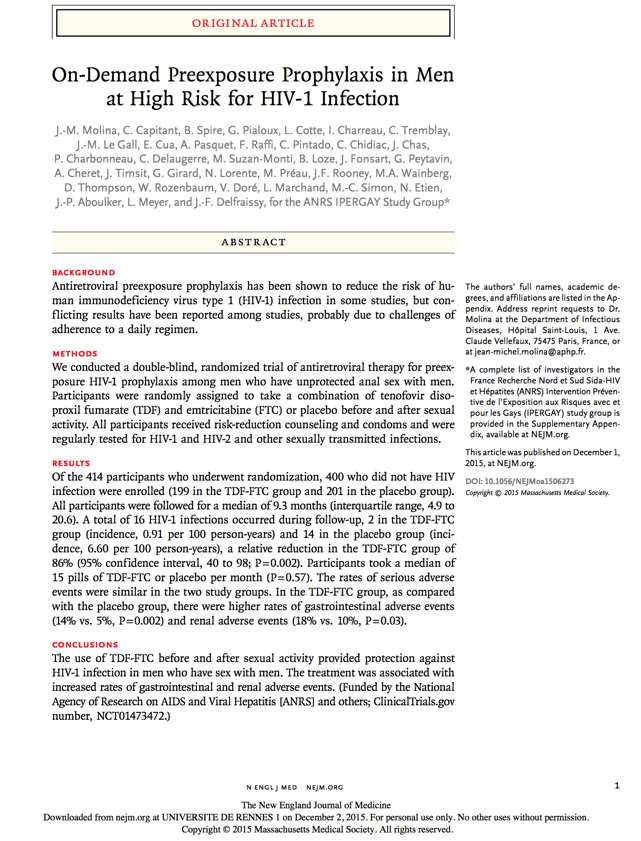 ORIGINAL ARTICLE
On-Demand Preexposure Prophylaxis in Men
at High Risk for HIV-1 Infection
J.-M. Molina, C. Capitant, B. Spire, G. Pialoux, L. Cotte, I. Charreau, C. Tremblay,
J.-M. Le Gall, E. Cua, A. Pasquet, F. Raffi, C. Pintado, C. Chidiac, J. Chas,
P. Charbonneau, C. Delaugerre, M. Suzan-Monti, B. Loze, J. Fonsart, G. Peytavin,
A. Cheret, J. Timsit, G. Girard, N. Lorente, M. Préau, J.F. Rooney, M.A. Wainberg,
D. Thompson, W. Rozenbaum, V. Doré, L. Marchand, M.-C. Simon, N. Etien,
J.-P. Aboulker, L. Meyer, and J.-F. Delfraissy, for the ANRS IPERGAY Study Group*
ABSTRACT
BACKGROUND
Antiretroviral preexposure prophylaxis has been shown to reduce the risk of hu-
man immunodeficiency virus type 1 (HIV-1) infection in some studies, but con-
flicting results have been reported among studies, probably due to challenges of
adherence to a daily regimen.
METHODS
We conducted a double-blind, randomized trial of antiretroviral therapy for preex-
posure HIV-1 prophylaxis among men who have unprotected anal sex with men.
Participants were randomly assigned to take a combination of tenofovir diso-
proxil fumarate (TDF) and emtricitabine (FTC) or placebo before and after sexual
activity. All participants received risk-reduction counseling and condoms and were
regularly tested for HIV-1 and HIV-2 and other sexually transmitted infections.
RESULTS
Of the 414 participants who underwent randomization, 400 who did not have HIV
infection were enrolled (199 in the TDF-FTC group and 201 in the placebo group).
All participants were followed for a median of 9.3 months (interquartile range, 4.9 to
20.6). A total of 16 HIV-1 infections occurred during follow-up, 2 in the TDF-FTC
group (incidence, 0.91 per 100 person-years) and 14 in the placebo group (inci-
dence, 6.60 per 100 person-years), a relative reduction in the TDF-FTC group of
86% (95% confidence interval, 40 to 98; P=0.002). Participants took a median of
15 pills of TDF-FTC or placebo per month (P=0.57). The rates of serious adverse
events were similar in the two study groups. In the TDF-FTC group, as compared
with the placebo group, there were higher rates of gastrointestinal adverse events
(14% vs. 5%, P=0.002) and renal adverse events (18% vs. 10%, P=0.03).
CONCLUSIONS
The use of TDF-FTC before and after sexual activity provided protection against
HIV-1 infection in men who have sex with men. The treatment was associated with
increased rates of gastrointestinal and renal adverse events. (Funded by the National
Agency of Research on AIDS and Viral Hepatitis [ANRS] and others; ClinicalTrials.gov
number, NCT01473472.)
The authors' full names, academic de-
grees, and affiliations are listed in the Ap-
pendix. Address reprint requests to Dr.
Molina at the Department of Infectious
Diseases, Hôpital Saint-Louis, 1 Ave.
Claude Vellefaux, 75475 Paris, France, or
at jean-michel.molina@aphp.fr.
*A complete list of investigators in the
France Recherche Nord et Sud Sida-HIV
et Hépatites (ANRS) Intervention Préven-
tive de l'Exposition aux Risques avec et
pour les Gays (IPERGAY) study group is
provided in the Supplementary Appen-
dix, available at NEJM.org.
This article was published on December 1,
2015, at NEJM.org.
DOI: 10.1056/NEJMoa1506273
Copyright © 2015 Massachusetts Medical Society.
N ENGL J MED NEJM.ORG 1
The New England Journal of Medicine
Downloaded from nejm.org at UNIVERSITE DE RENNES 1 on December 2, 2015. For personal use only. No other uses without permission.
Copyright © 2015 Massachusetts Medical Society. All rights reserved.